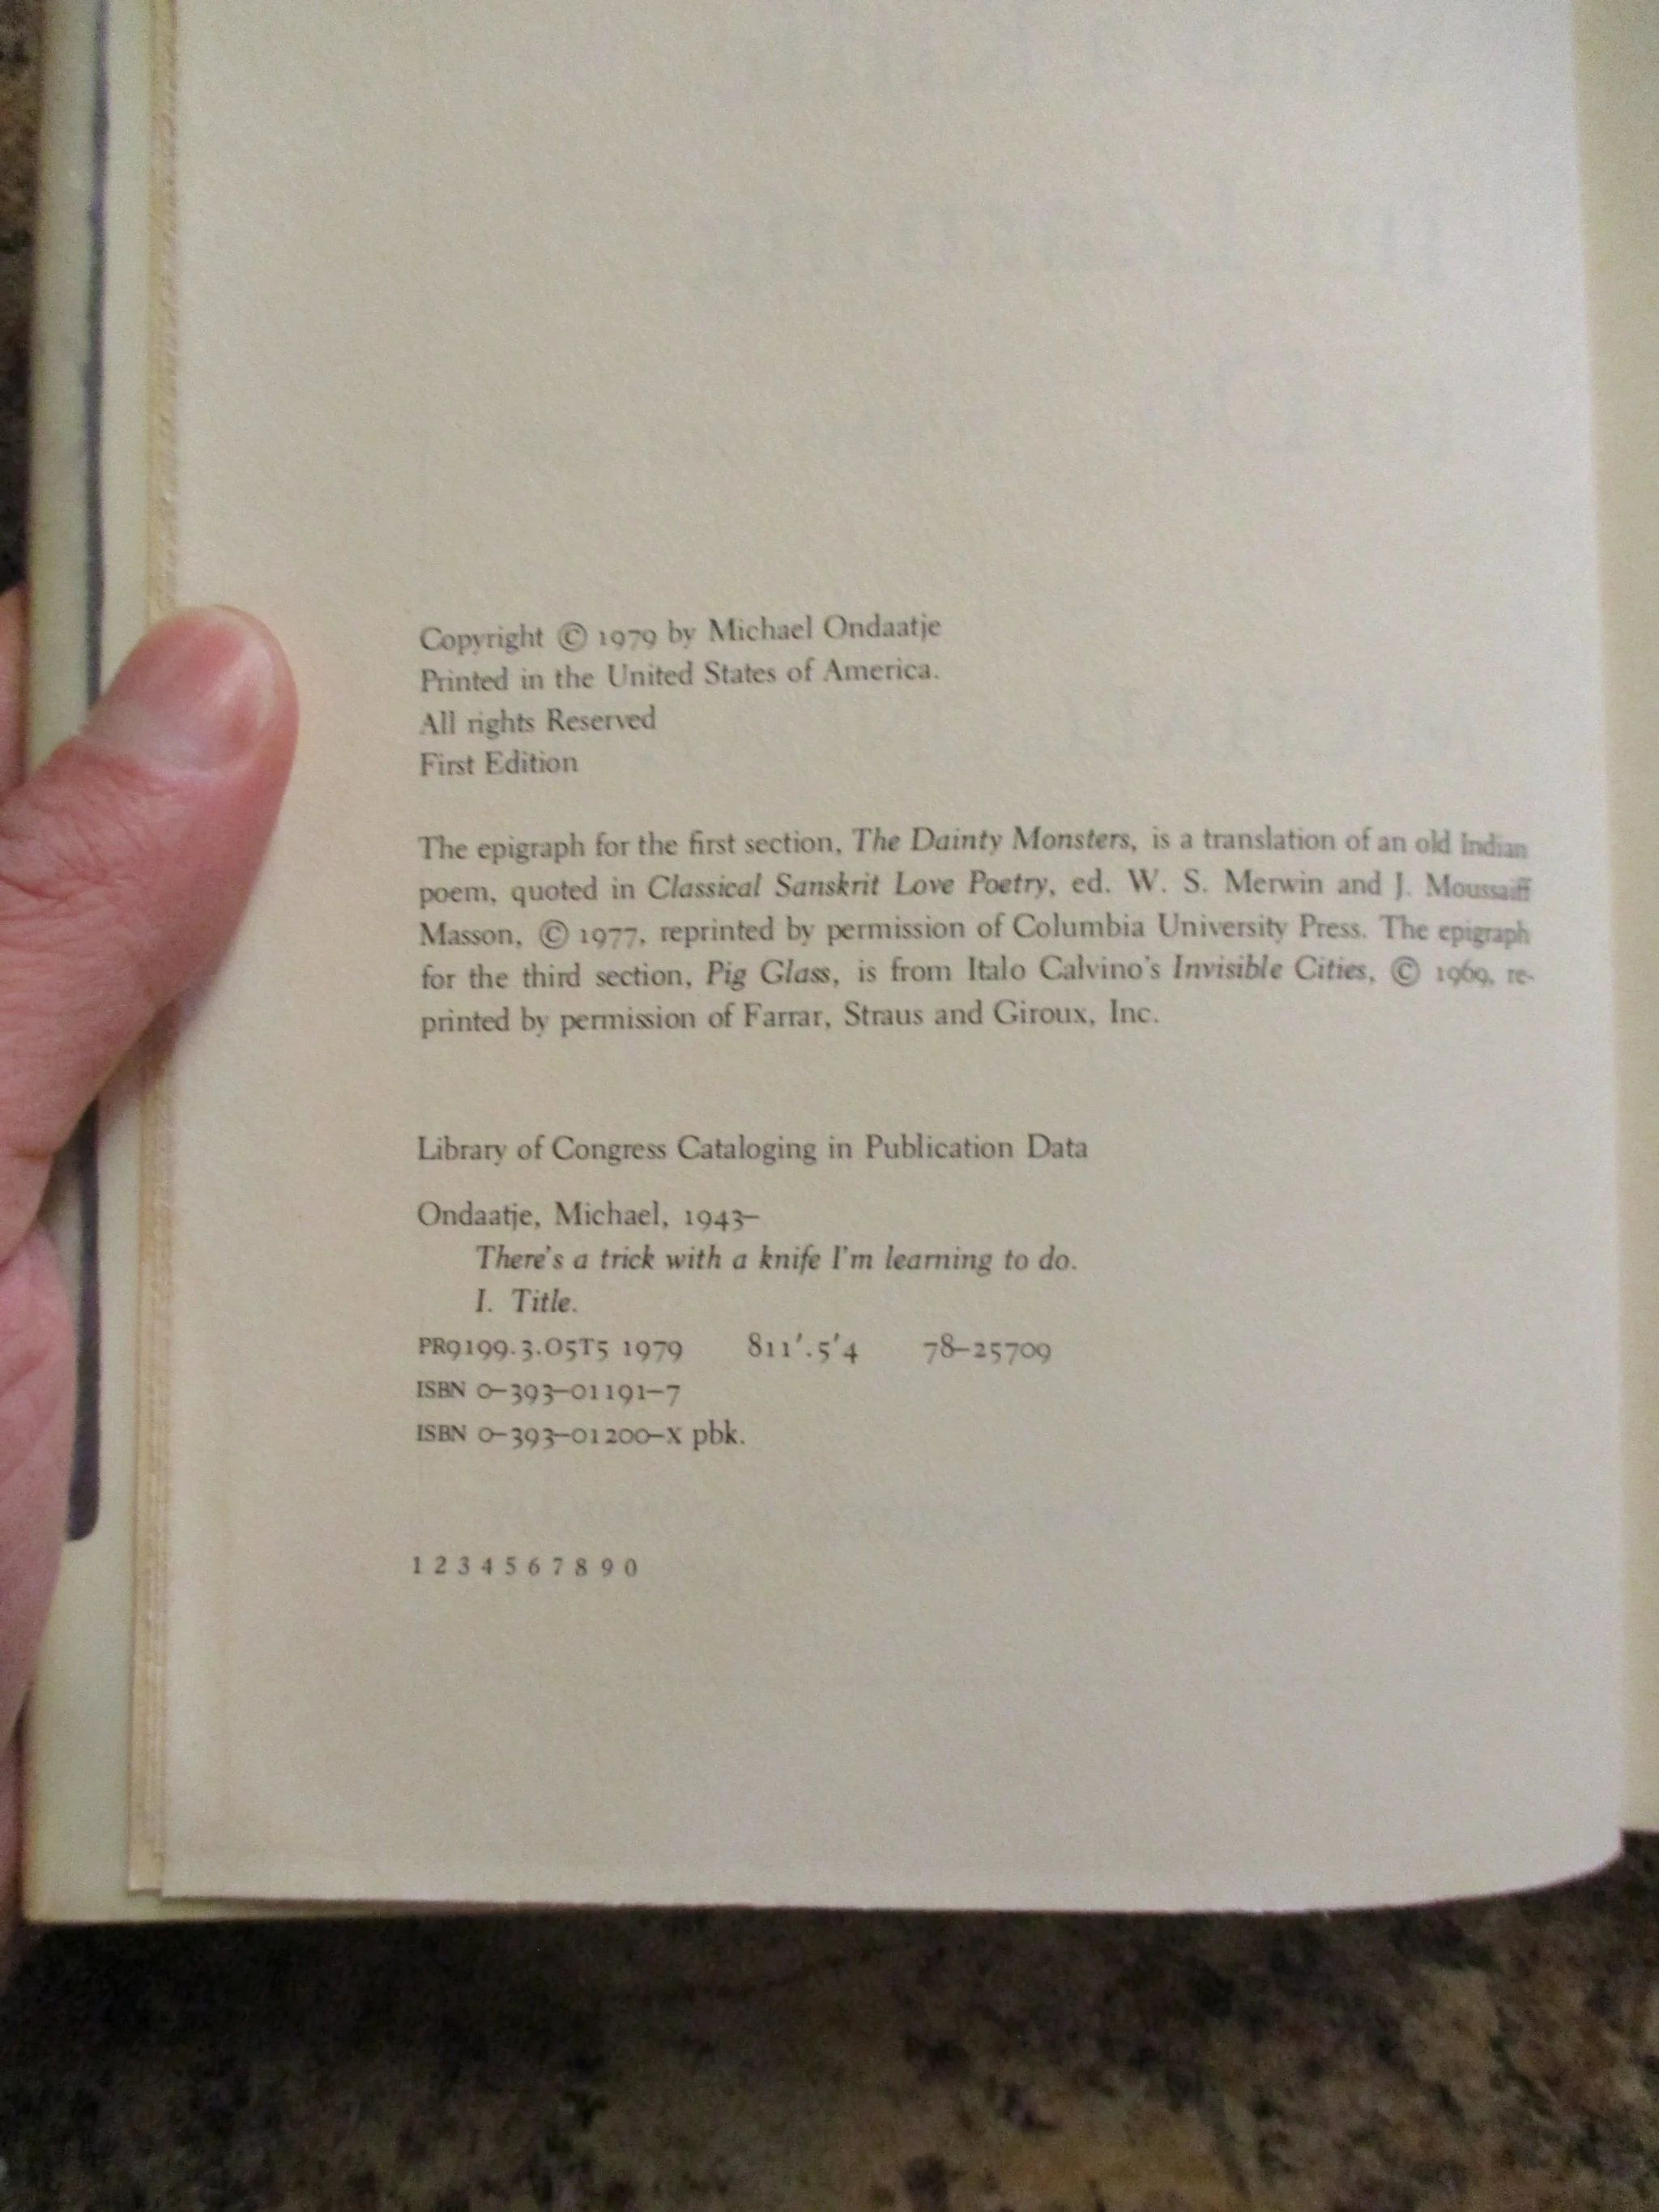 Copyright © 1979 by Michael Ondaatje
Printed in the United States of America.
All rights Reserved
First Edition
The epigraph for the first section, The Dainty Monsters, is a translation of an old Indian
poem, quoted in Classical Sanskrit Love Poetry, ed. W. S. Merwin and J. Moussaiff
Masson, © 1977, reprinted by permission of Columbia University Press. The epigraph
for the third section, Pig Glass, is from Italo Calvino's Invisible Cities, © 1969, re-
printed by permission of Farrar, Straus and Giroux, Inc.
Library of Congress Cataloging in Publication Data
Ondaatje, Michael, 1943–
There's a trick with a knife I'm learning to do.
I. Title.
PR9199.3.O5T5 1979 811'.5'4 78–25709
ISBN 0–393–01191–7
ISBN 0–393–01200–X pbk.
1 2 3 4 5 6 7 8 9 0